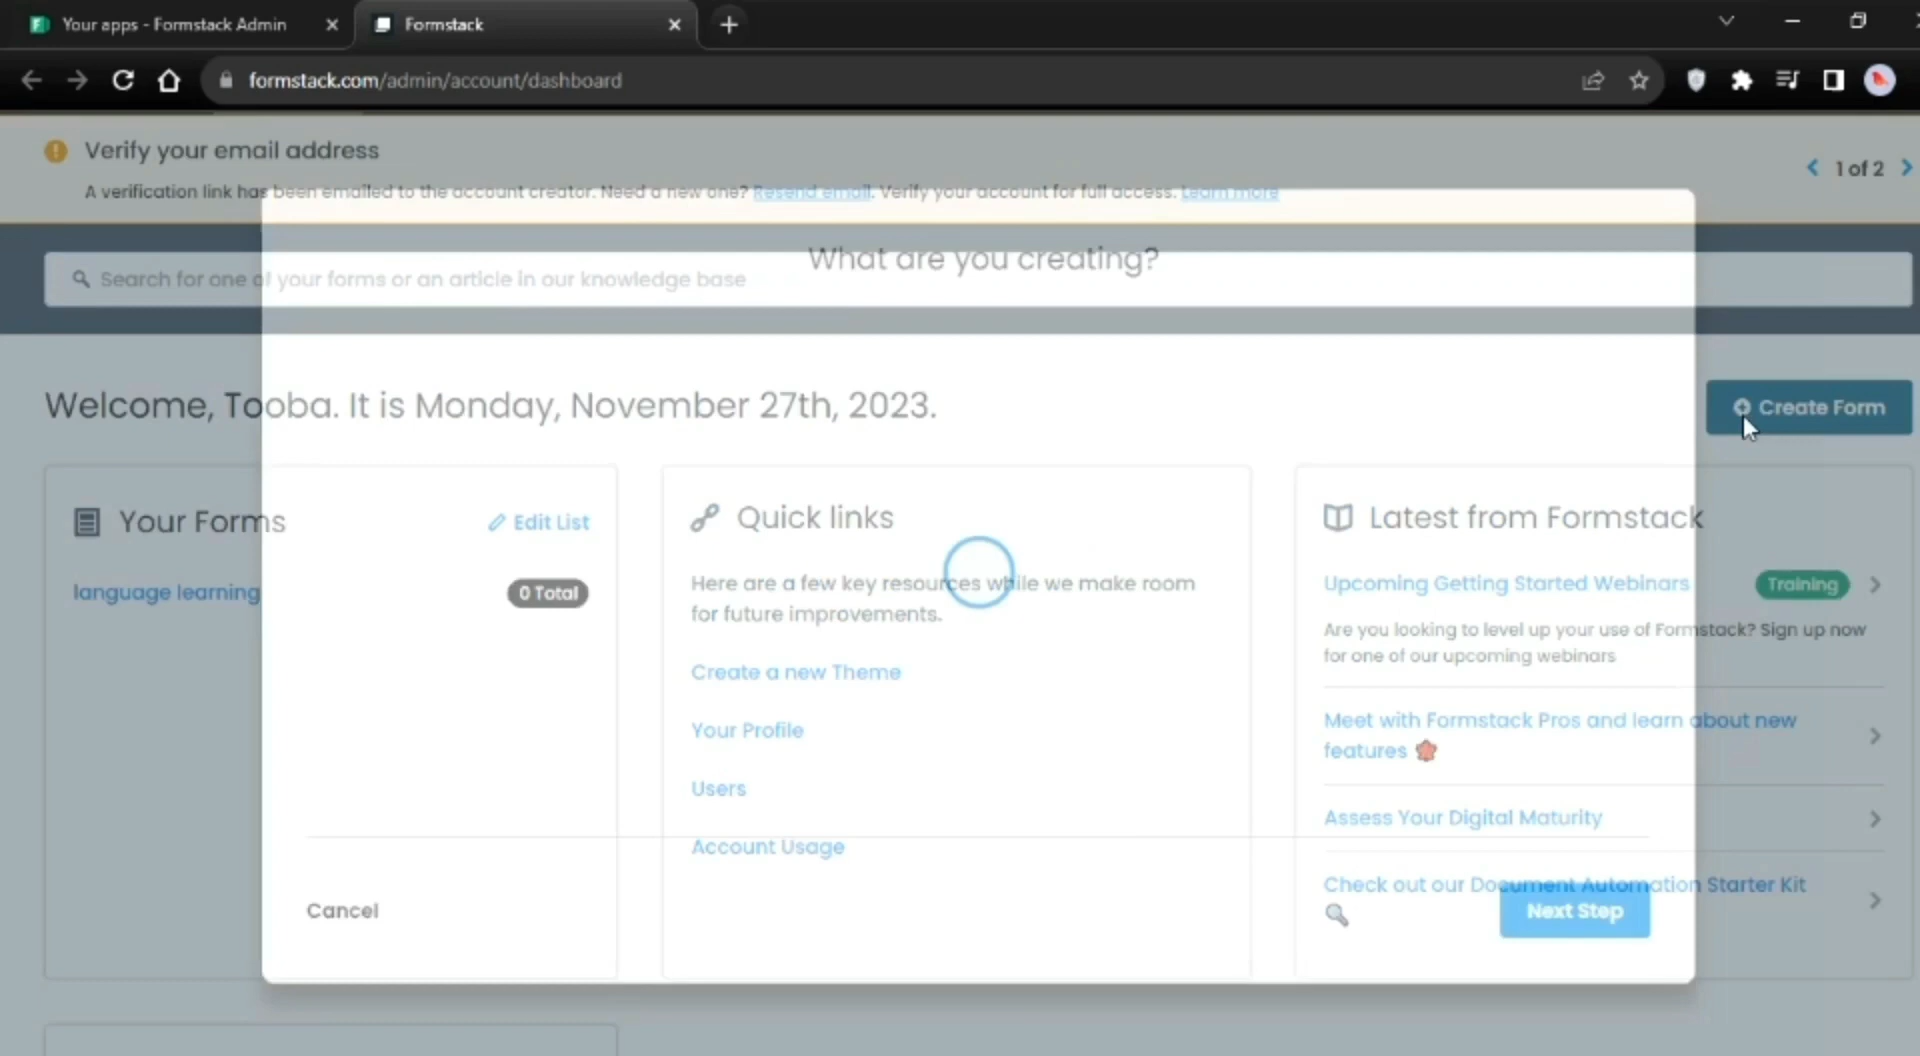 Your apps - Formstack Admin
Formstack
formstack.com/admin/account/dashboard
Verify your email address
A verification link has been emailed to the account creator. Need a new one? Resend email. Verify your account for full access. Learn more
1 of 2
What are you creating?
Search for one of your forms or an article in our knowledge base
Welcome, Tooba. It is Monday, November 27th, 2023.
Create Form
Your Forms
Edit List
language learning
0 Total
Quick links
Here are a few key resources while we make room
for future improvements.
Create a new Theme
Your Profile
Users
Account Usage
Latest from Formstack
Upcoming Getting Started Webinars
Training
Are you looking to level up your use of Formstack? Sign up now
for one of our upcoming webinars
Meet with Formstack Pros and learn about new
features
Assess Your Digital Maturity
Check out our Document Automation Starter Kit
Cancel
Next Step